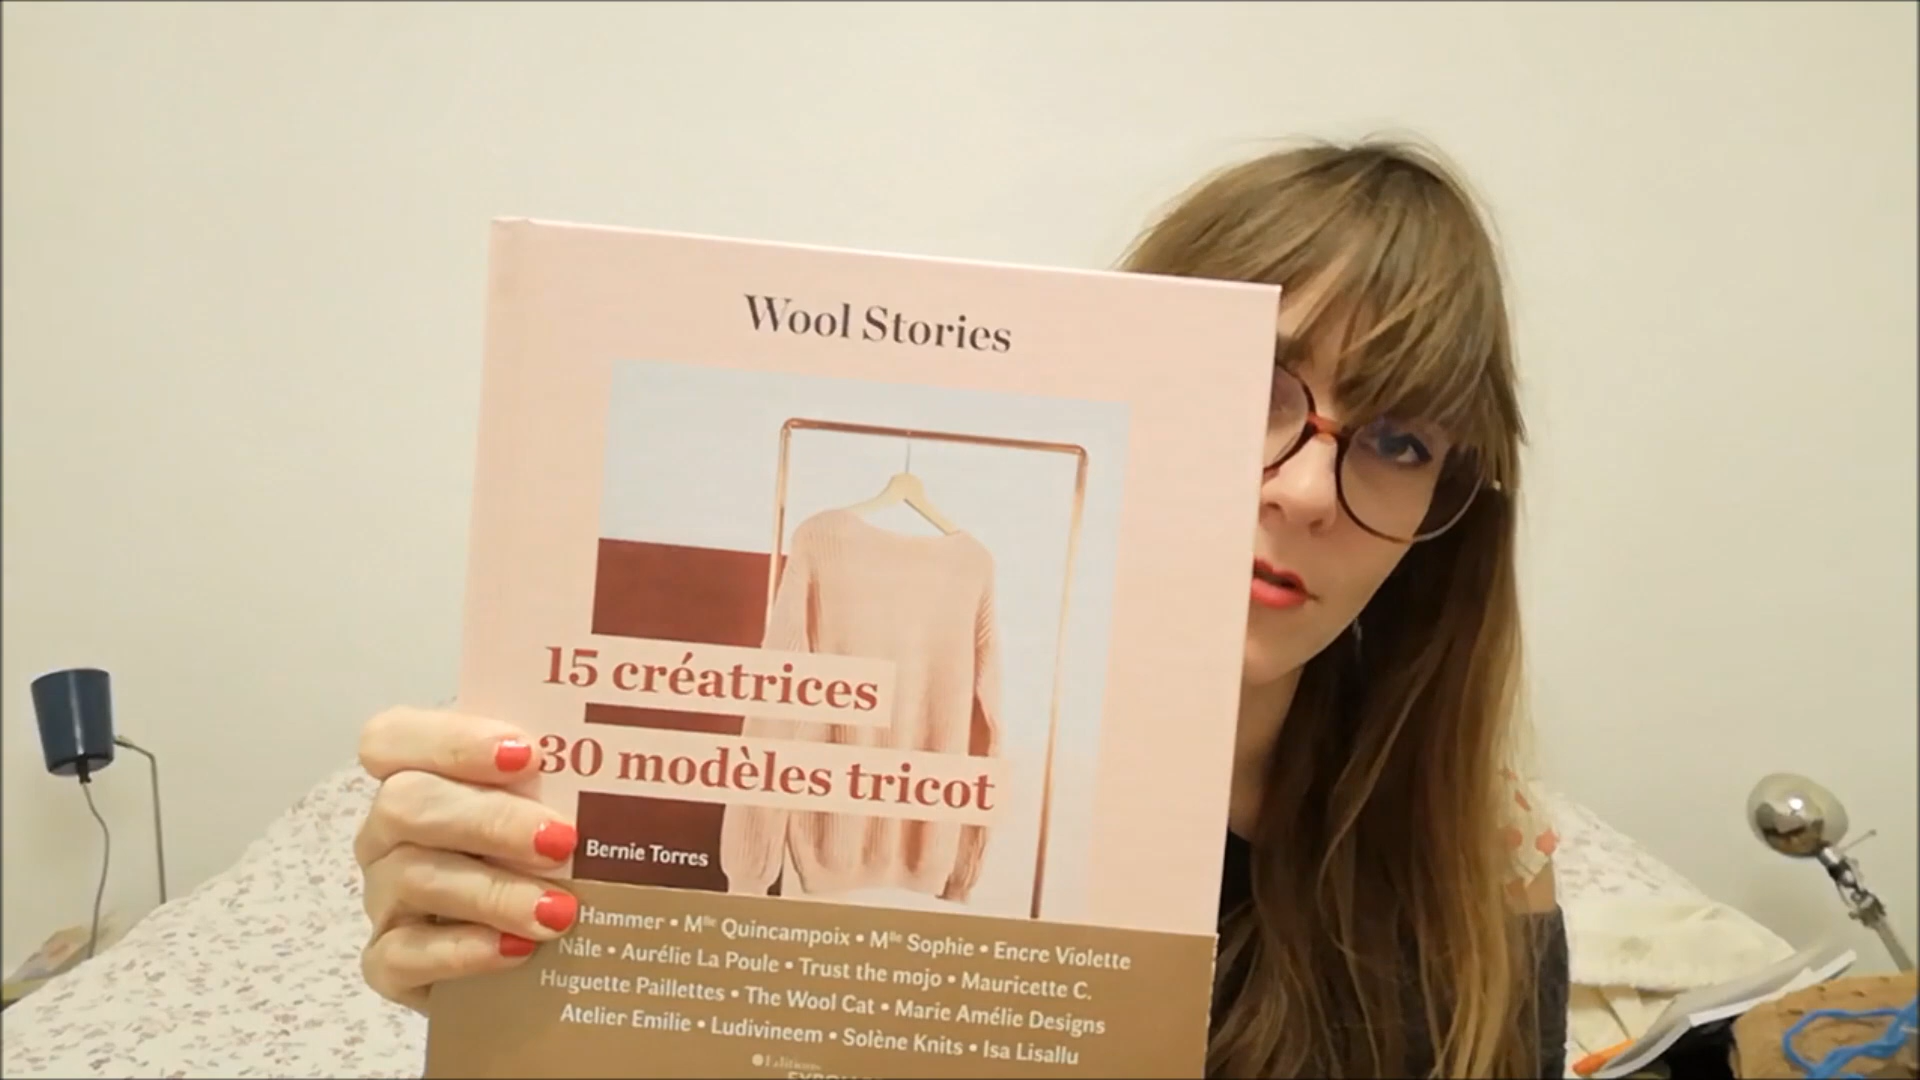 Wool Stories
15 créatrices
30 modèles tricot
Bernie Torres
Hammer • Mlle Quincampoix • Mlle Sophie • Encre Violette
Nåle • Aurélie La Poule • Trust the mojo • Mauricette C.
Huguette Paillettes • The Wool Cat • Marie Amélie Designs
Atelier Emilie • Ludivineem • Solène Knits • Isa Lisallu
Editions